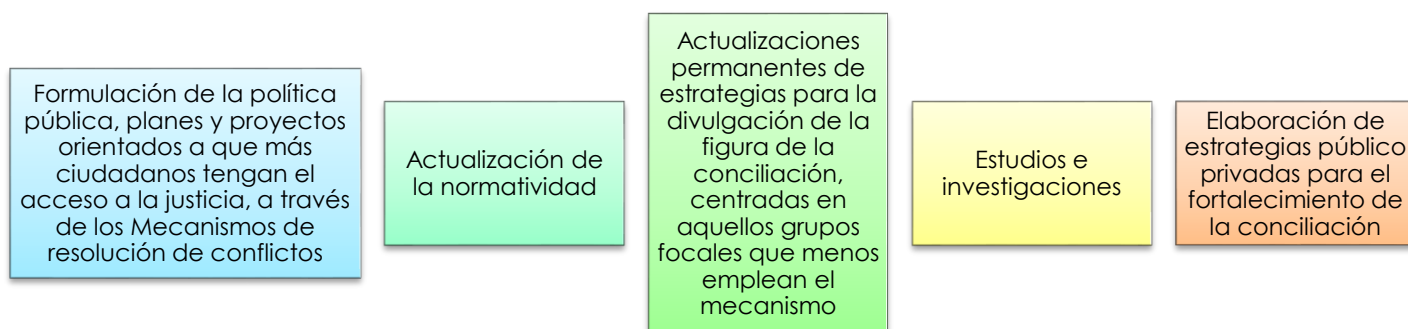 Formulación de la política
pública, planes y proyectos
orientados a que más
ciudadanos tengan el
acceso a la justicia, a través
de los Mecanismos de
resolución de conflictos
Actualización de
la normatividad
Actualizaciones
permanentes de
estrategias para la
divulgación de la
figura de la
conciliación,
centradas en
aquellos grupos
focales que menos
emplean el
mecanismo
Estudios e
investigaciones
Elaboración de
estrategias público
privadas para el
fortalecimiento de
la conciliación